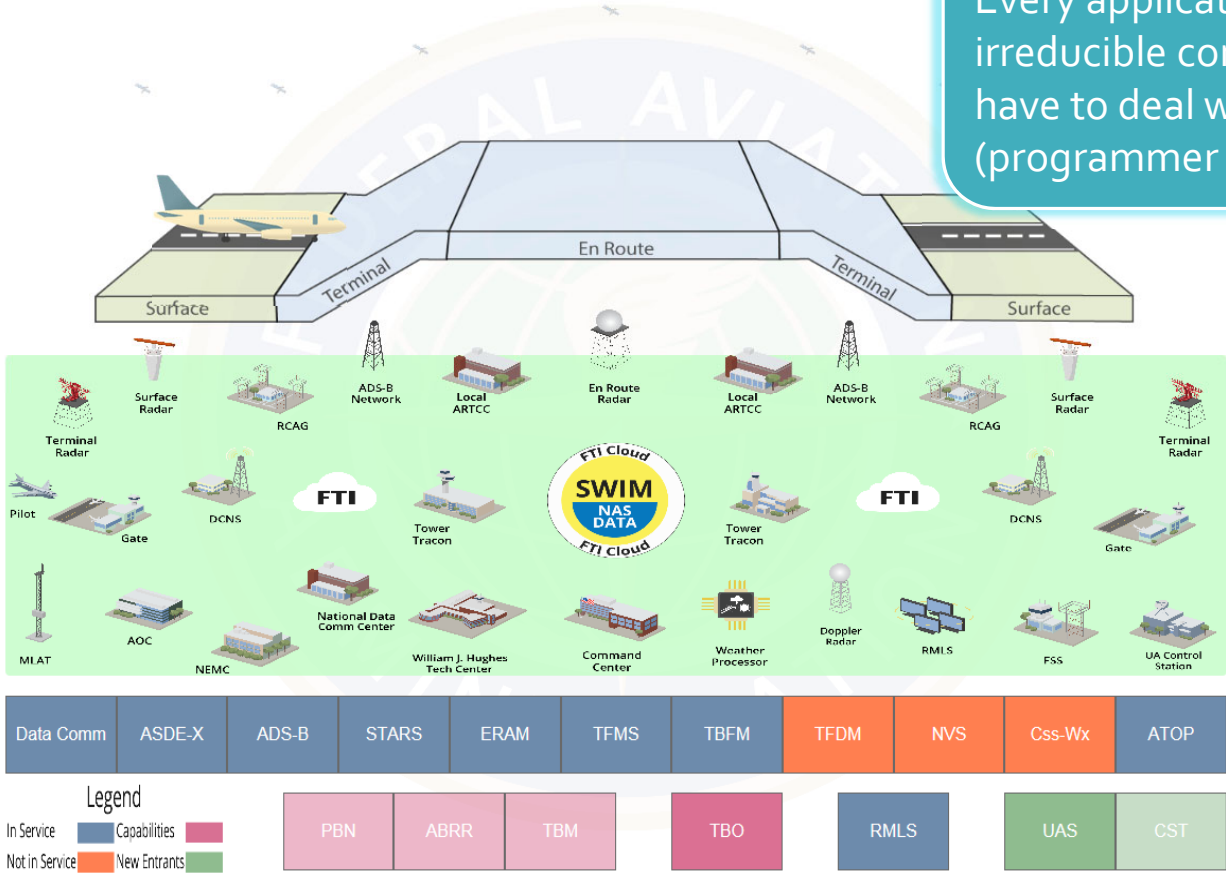 Every applicat
irreducible co
have to deal w
(programmer
FEDERAL AVIAT
En Route
Terminal
Terminal
Surface
Surface
Surface
Radar
ADS-B
Network
Local
ARTCC
En Route
Radar
Local
ARTCC
ADS-B
Network
Surface
Radar
RCAG
RCAG
Terminal
Radar
Terminal
Radar
FTI Cloud
SWIM
NAS
DATA
FTI Cloud
FTI
FTI
Pilot
Gate
DCNS
Tower
Tracon
Tower
Tracon
DCNS
Gate
MLAT
AOC
NEMC
National Data
Comm Center
William J. Hughes
Tech Center
Command
Center
Weather
Processor
Doppler
Radar
RMLS
FSS
UA Control
Station
Data Comm
ASDE-X
ADS-B
STARS
ERAM
TFMS
TBFM
TFDM
NVS
Css-Wx
ATOP
Legend
In Service
Capabilities
Not in Service
New Entrants
PBN
ABRR
TBM
TBO
RMLS
UAS
CST